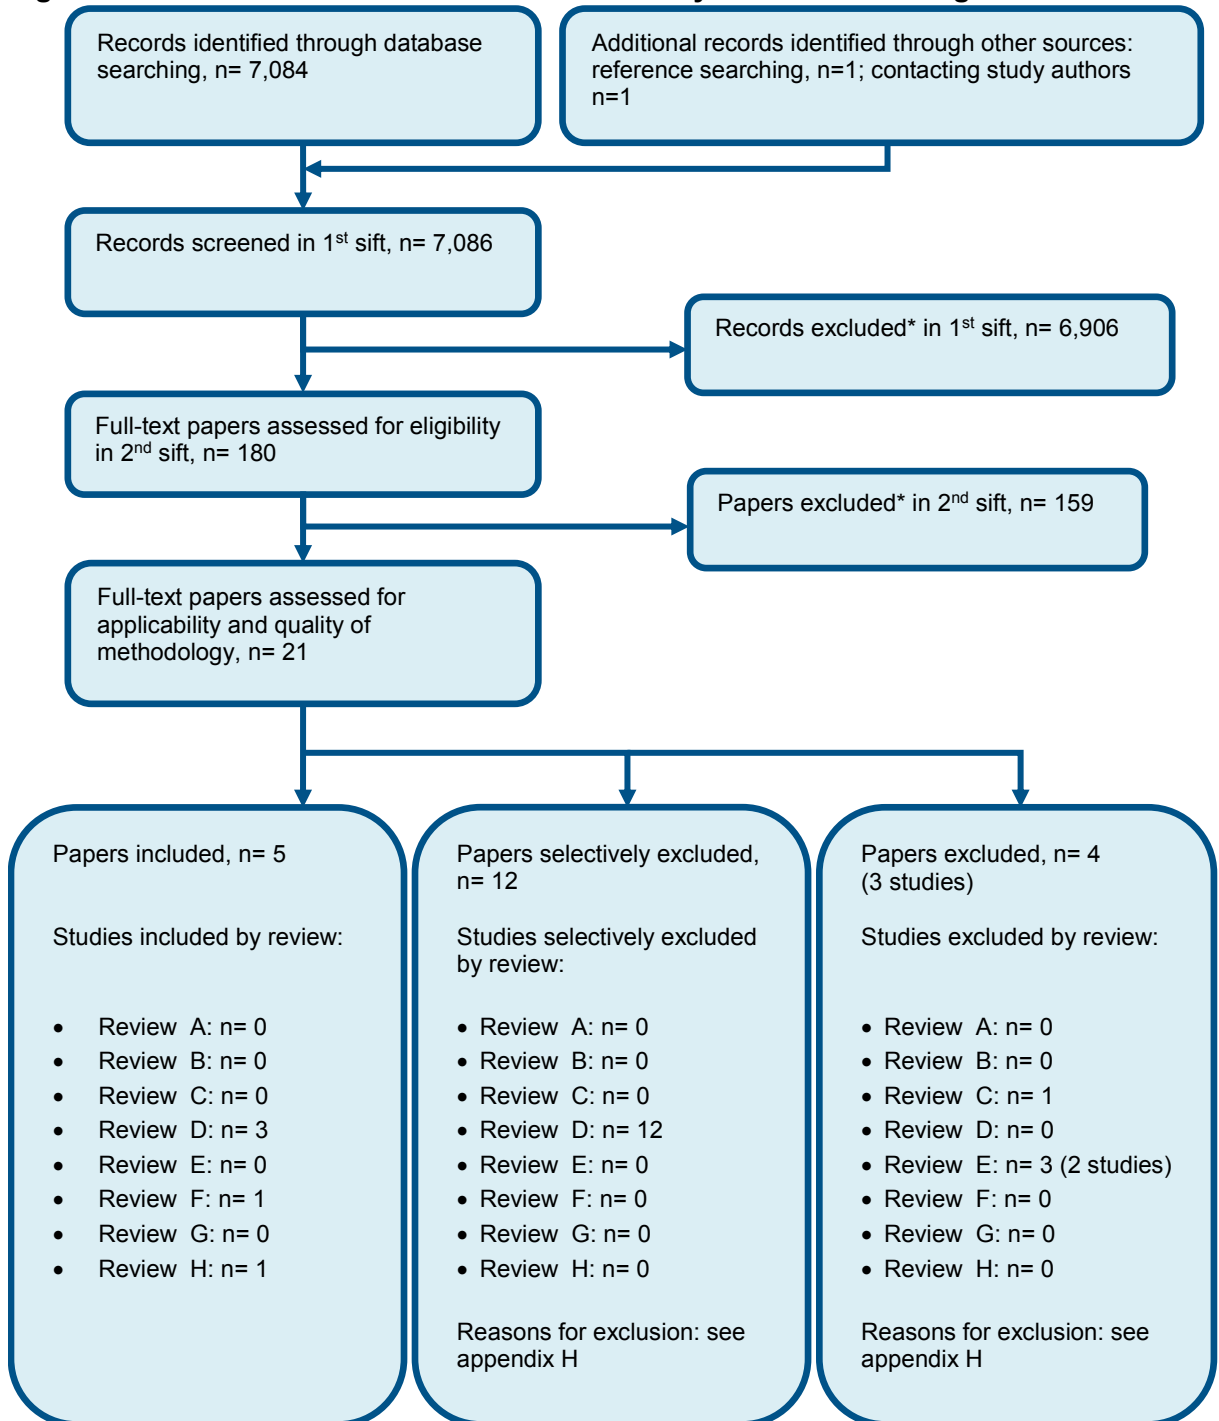 Records identified through database
searching, n= 7,084
Additional records identified through other sources:
reference searching, n=1; contacting study authors
n=1
Records screened in 1st sift, n= 7,086
Records excluded* in 1st sift, n= 6,906
Full-text papers assessed for eligibility
in 2nd sift, n= 180
Papers excluded* in 2nd sift, n= 159
Full-text papers assessed for
applicability and quality of
methodology, n= 21
Papers included, n= 5
Studies included by review:
• Review A: n= 0
• Review B: n= 0
• Review C: n= 0
• Review D: n= 3
• Review E: n= 0
• Review F: n= 1
• Review G: n= 0
• Review H: n= 1
Papers selectively excluded,
n= 12
Studies selectively excluded
by review:
• Review A: n= 0
• Review B: n= 0
• Review C: n= 0
• Review D: n= 12
• Review E: n= 0
• Review F: n= 0
• Review G: n= 0
• Review H: n= 0
Reasons for exclusion: see
appendix H
Papers excluded, n= 4
(3 studies)
Studies excluded by review:
• Review A: n= 0
• Review B: n= 0
• Review C: n= 1
• Review D: n= 0
• Review E: n= 3 (2 studies)
• Review F: n= 0
• Review G: n= 0
• Review H: n= 0
Reasons for exclusion: see
appendix H